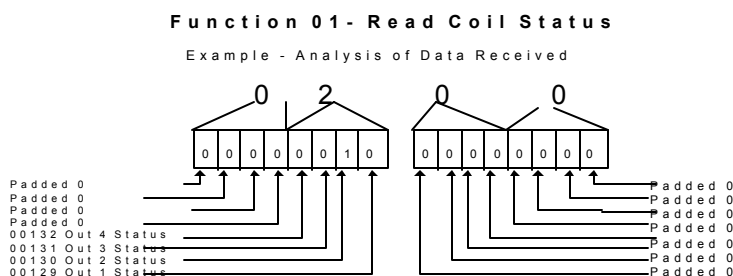 Function 01- Read Coil Status
Example - Analysis of Data Received
0 2 0 0
0 0 0 0 0 0 1 0 0 0 0 0 0 0 0 0
Padded 0
Padded 0
Padded 0
Padded 0
00132 Out 4 Status
00131 Out 3 Status
00130 Out 2 Status
00129 Out 1 Status
Padded 0
Padded 0
Padded 0
Padded 0
Padded 0
Padded 0
Padded 0